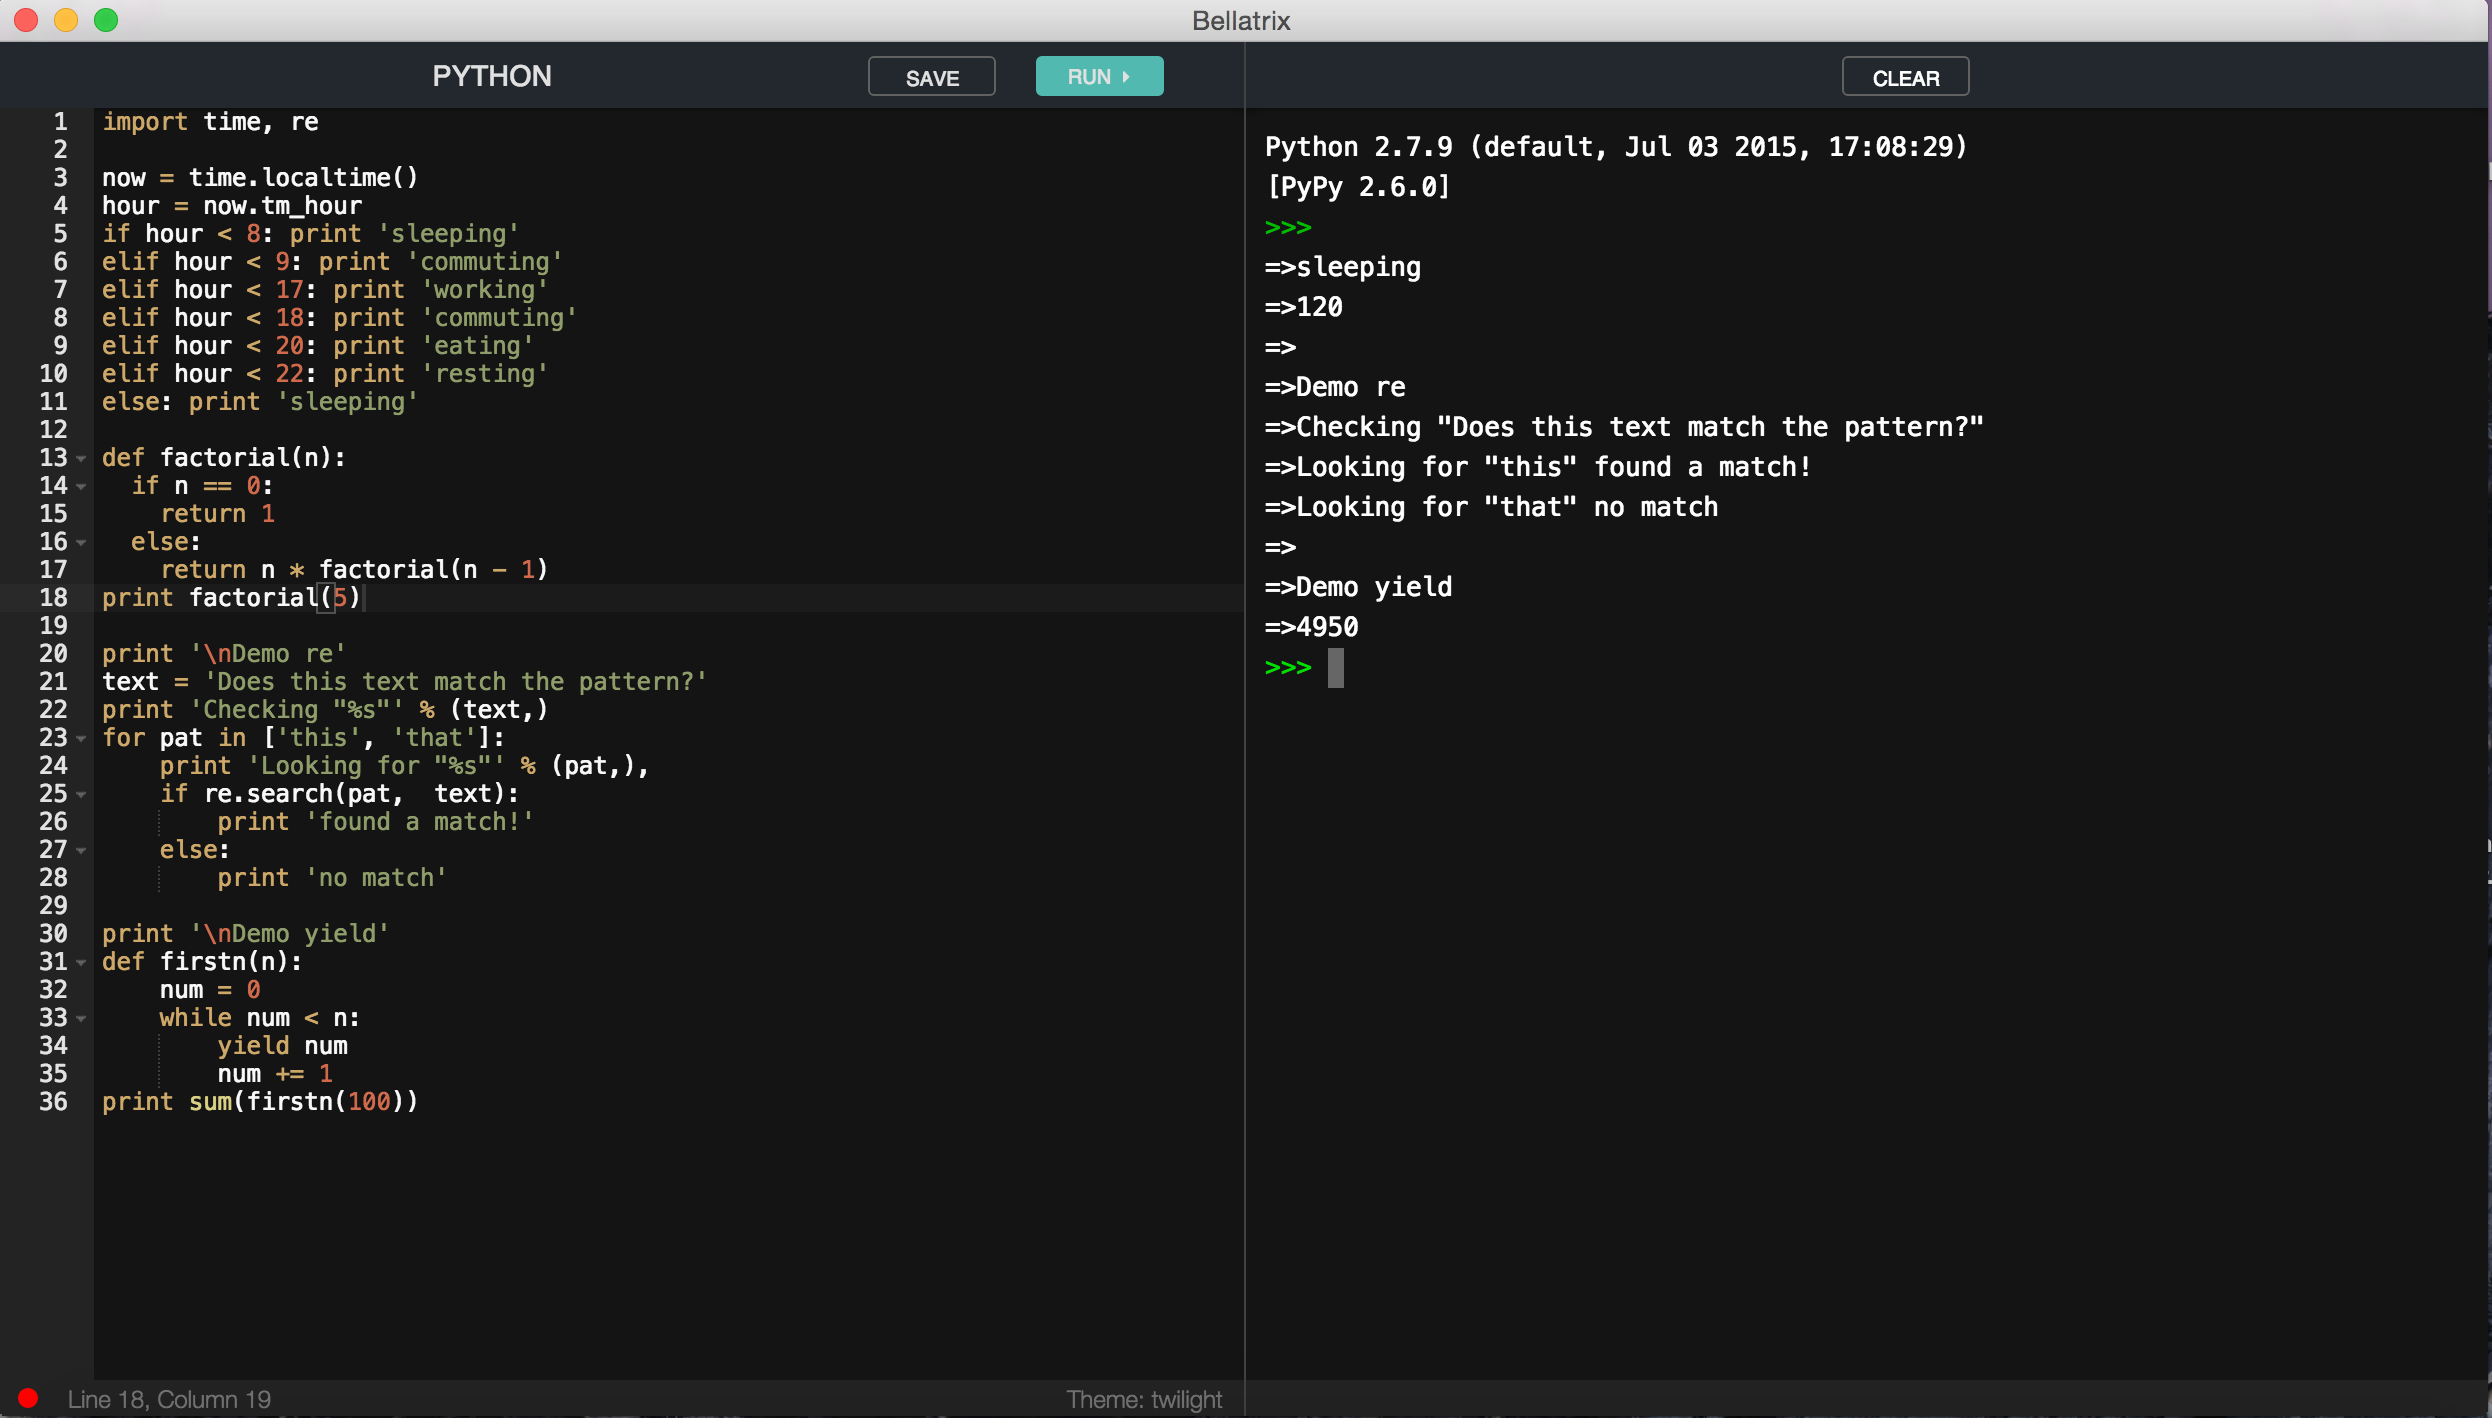 Bellatrix
PYTHON
SAVE
RUN
CLEAR
1 import time, re
2
3 now = time.localtime()
4 hour = now.tm_hour
5 if hour < 8: print 'sleeping'
6 elif hour < 9: print 'commuting'
7 elif hour < 17: print 'working'
8 elif hour < 18: print 'commuting'
9 elif hour < 20: print 'eating'
10 elif hour < 22: print 'resting'
11 else: print 'sleeping'
12
13 def factorial(n):
14   if n == 0:
15     return 1
16   else:
17     return n * factorial(n - 1)
18 print factorial(5)
19
20 print '\nDemo re'
21 text = 'Does this text match the pattern?'
22 print 'Checking "%s"' % (text,)
23 for pat in ['this', 'that']:
24     print 'Looking for "%s"' % (pat,),
25     if re.search(pat,  text):
26         print 'found a match!'
27     else:
28         print 'no match'
29
30 print '\nDemo yield'
31 def firstn(n):
32     num = 0
33     while num < n:
34         yield num
35         num += 1
36 print sum(firstn(100))
Line 18, Column 19
Theme: twilight
Python 2.7.9 (default, Jul 03 2015, 17:08:29)
[PyPy 2.6.0]
>>>
=>sleeping
=>120
=>
=>Demo re
=>Checking "Does this text match the pattern?"
=>Looking for "this" found a match!
=>Looking for "that" no match
=>
=>Demo yield
=>4950
>>>